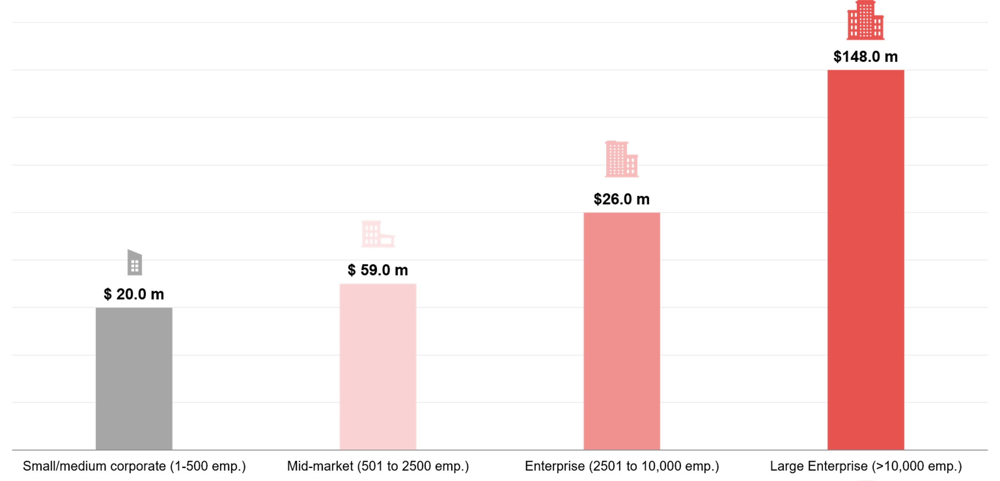 $148.0 m
$26.0 m
$ 59.0 m
$ 20.0 m
Small/medium corporate (1-500 emp.)
Mid-market (501 to 2500 emp.)
Enterprise (2501 to 10,000 emp.)
Large Enterprise (>10,000 emp.)